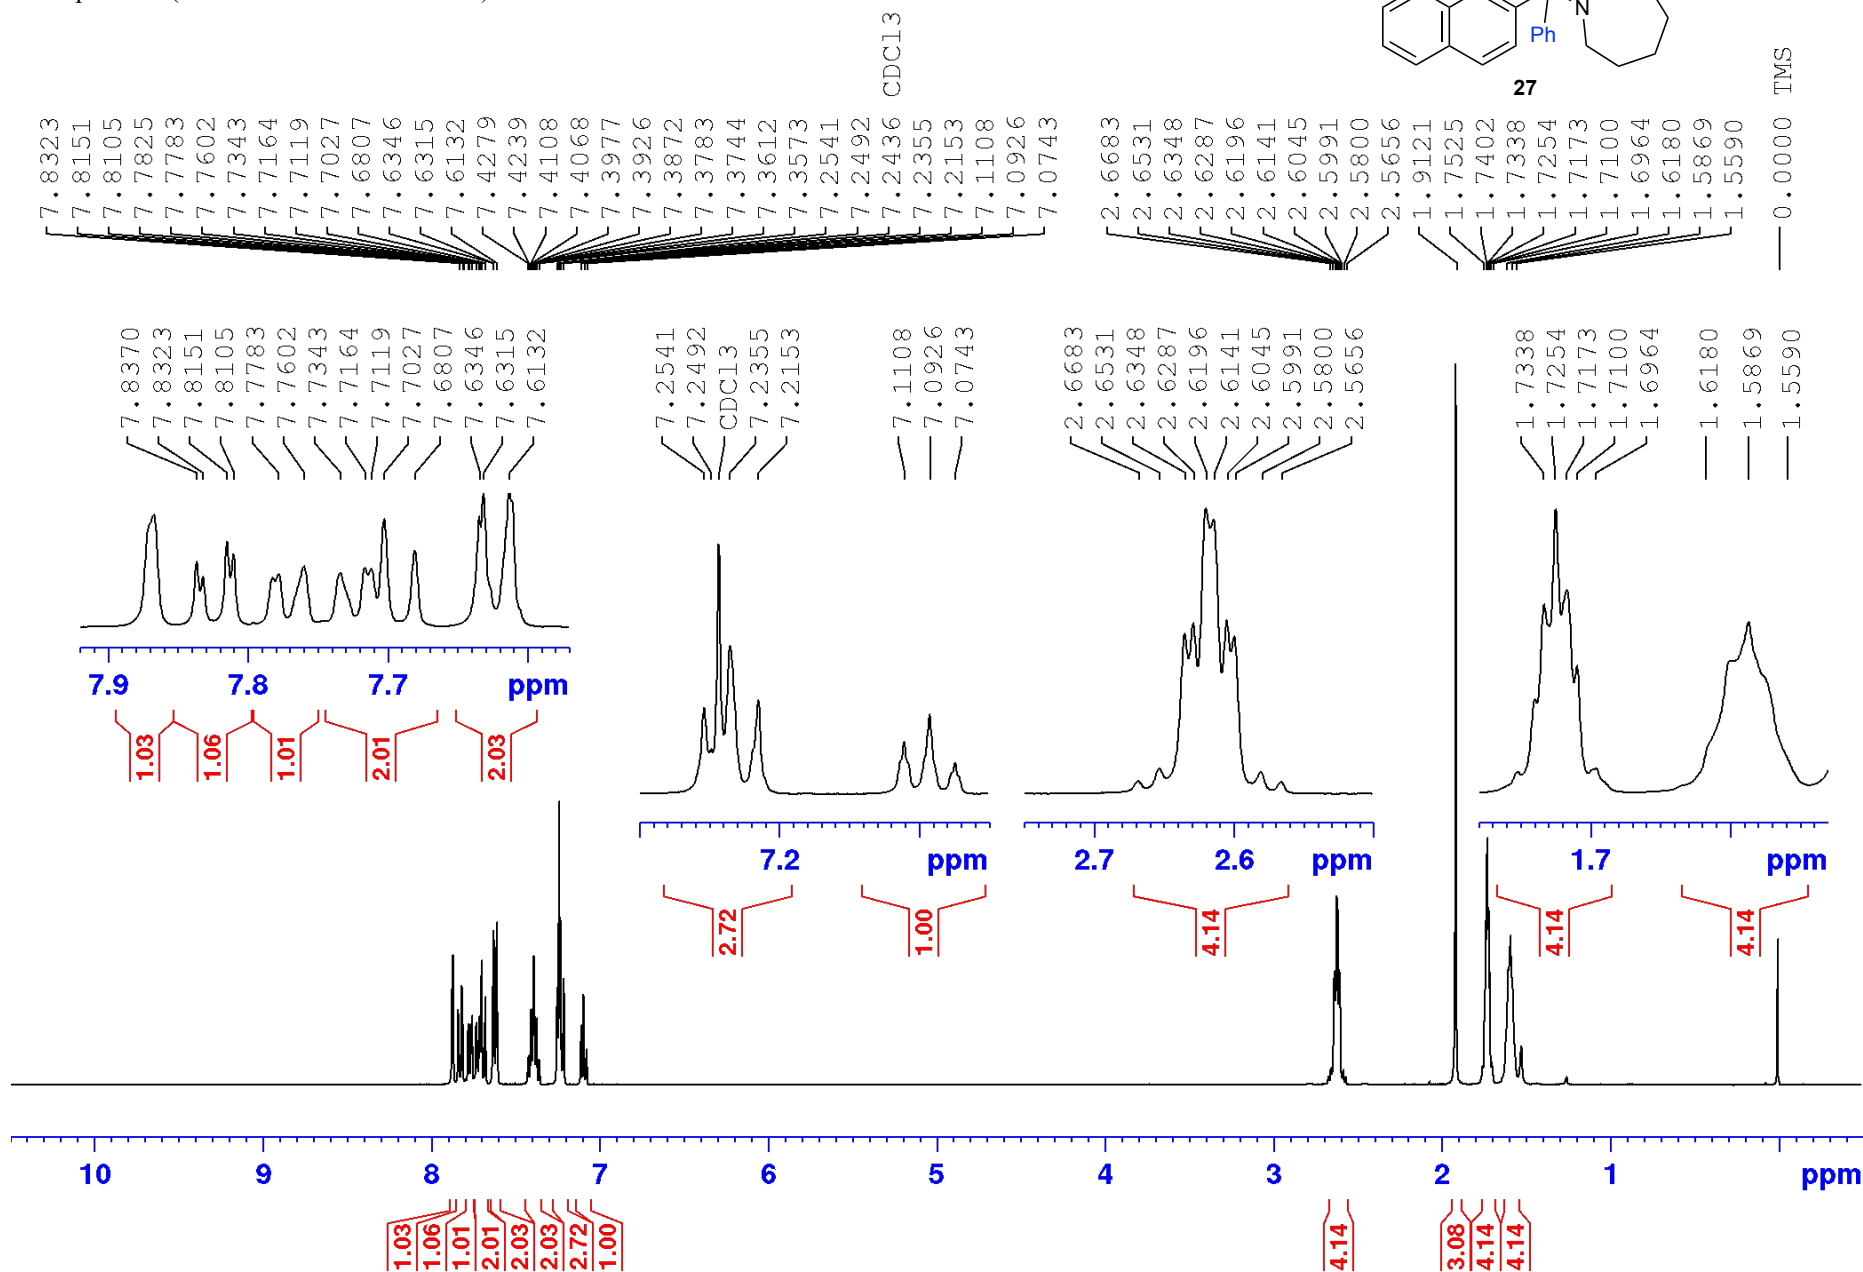 N
Ph
27
7.8323 7.8151 7.8105 7.7825 7.7783 7.7602 7.7343 7.7164 7.7119 7.7027 7.6807 7.6346 7.6315 7.6132 7.4279 7.4239 7.4108 7.4068 7.3977 7.3926 7.3872 7.3783 7.3744 7.3612 7.3573 7.2541 7.2492 7.2436 CDCl3 7.2355 7.2153 7.1108 7.0926 7.0743 2.6683 2.6531 2.6348 2.6287 2.6196 2.6141 2.6045 2.5991 2.5800 2.5656 1.9121 1.7525 1.7402 1.7338 1.7254 1.7173 1.7100 1.6964 1.6180 1.5869 1.5590 0.0000 TMS
7.8370 7.8323 7.8151 7.8105 7.7783 7.7602 7.7343 7.7164 7.7119 7.7027 7.6807 7.6346 7.6315 7.6132
7.2541 7.2492 CDCl3 7.2355 7.2153 7.1108 7.0926 7.0743
2.6683 2.6531 2.6348 2.6287 2.6196 2.6141 2.6045 2.5991 2.5800 2.5656
1.7338 1.7254 1.7173 1.7100 1.6964 1.6180 1.5869 1.5590
7.9 7.8 7.7 ppm
1.03 1.06 1.01 2.01 2.03
7.2 ppm
2.72 1.00
2.7 2.6 ppm
4.14
1.7 ppm
4.14 4.14
10 9 8 7 6 5 4 3 2 1 ppm
1.03 1.06 1.01 2.01 2.03 2.03 2.72 1.00 4.14 3.08 4.14 4.14